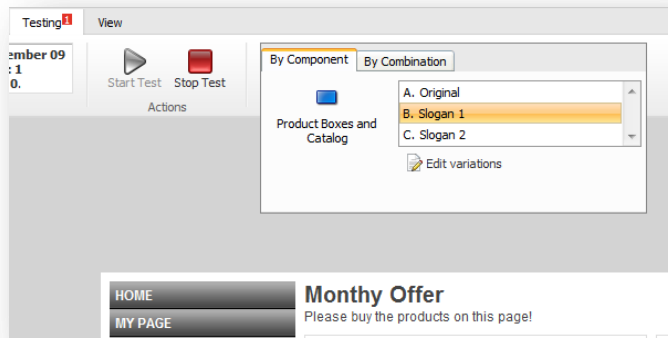 Testing 1 View
ember 09
: 1
0.
Start Test Stop Test
Actions
By Component By Combination
Product Boxes and
Catalog
A. Original
B. Slogan 1
C. Slogan 2
Edit variations
HOME
MY PAGE
Monthy Offer
Please buy the products on this page!